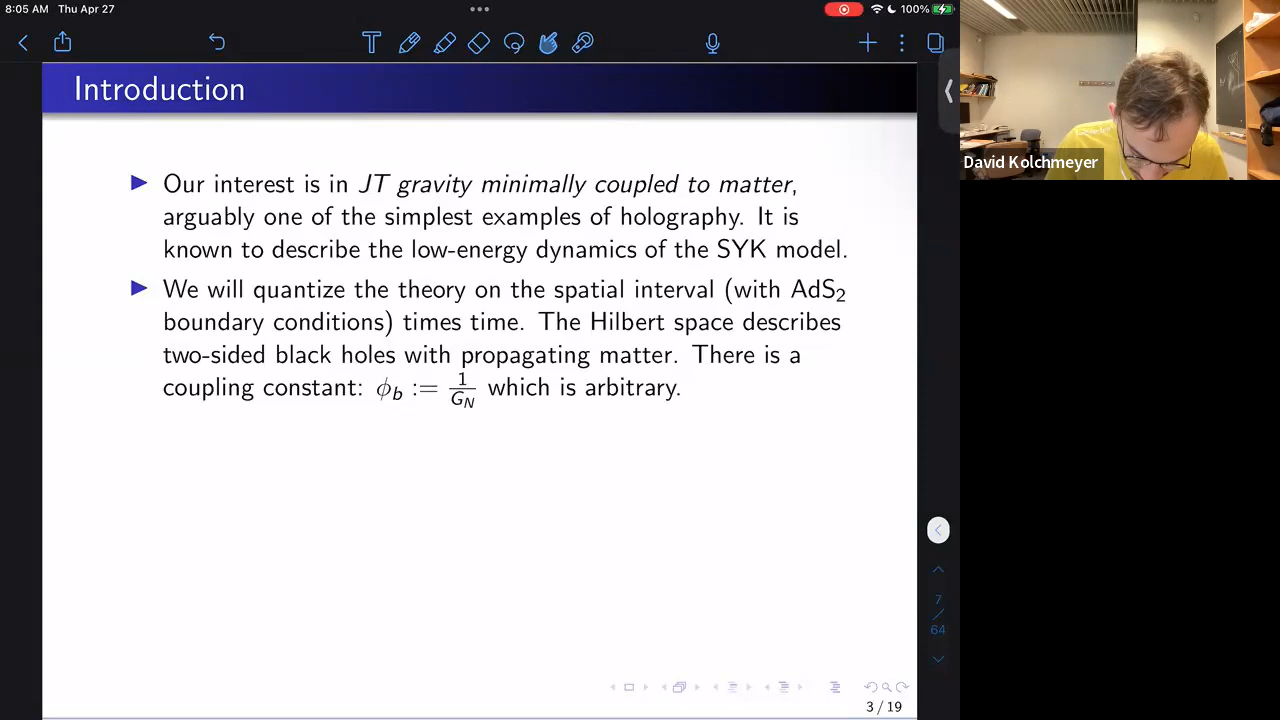 8:05 AM Thu Apr 27
100%
Introduction
Our interest is in JT gravity minimally coupled to matter,
arguably one of the simplest examples of holography. It is
known to describe the low-energy dynamics of the SYK model.
We will quantize the theory on the spatial interval (with AdS₂
boundary conditions) times time. The Hilbert space describes
two-sided black holes with propagating matter. There is a
coupling constant: ϕ_b := 1/G_N which is arbitrary.
David Kolchmeyer
7
/
64
3 / 19